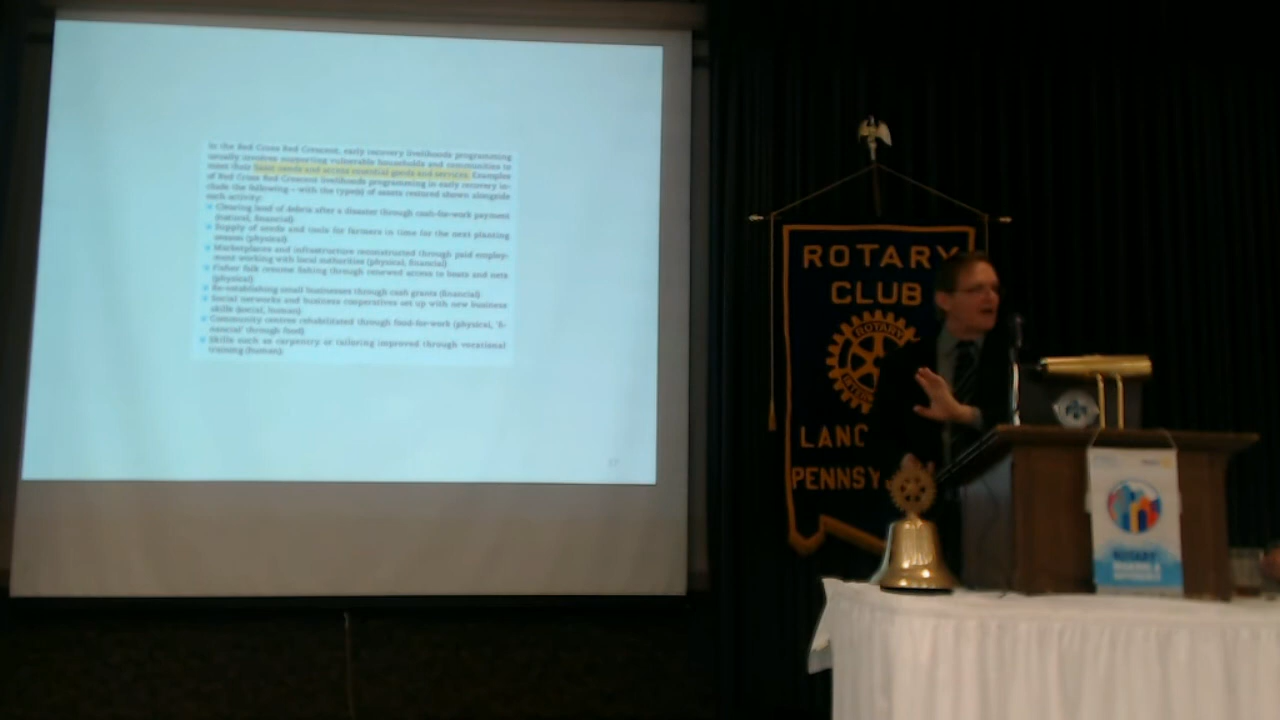 In the Red Cross Red Crescent, early recovery livelihoods programming
usually involves supporting vulnerable households and communities to
meet their basic needs and access essential goods and services. Examples
of Red Cross Red Crescent livelihoods programming in early recovery in-
clude the following – with the type(s) of assets restored shown alongside
each activity:
Clearing land of debris after a disaster through cash-for-work payment
(natural, financial)
Supply of seeds and tools for farmers in time for the next planting
season (physical)
Marketplaces and infrastructure reconstructed through paid employ-
ment working with local authorities (physical, financial)
Fisher folk resume fishing through renewed access to boats and nets
(physical)
Re-establishing small businesses through cash grants (financial)
Social networks and business cooperatives set up with new business
skills (social, human)
Community centres rehabilitated through food-for-work (physical, 'fi-
nancial' through food)
Skills such as carpentry or tailoring improved through vocational
training (human).
ROTARY
CLUB
ROTARY
INTERN
LANC
PENNSY
ROTARY
MAKING A
DIFFERENCE